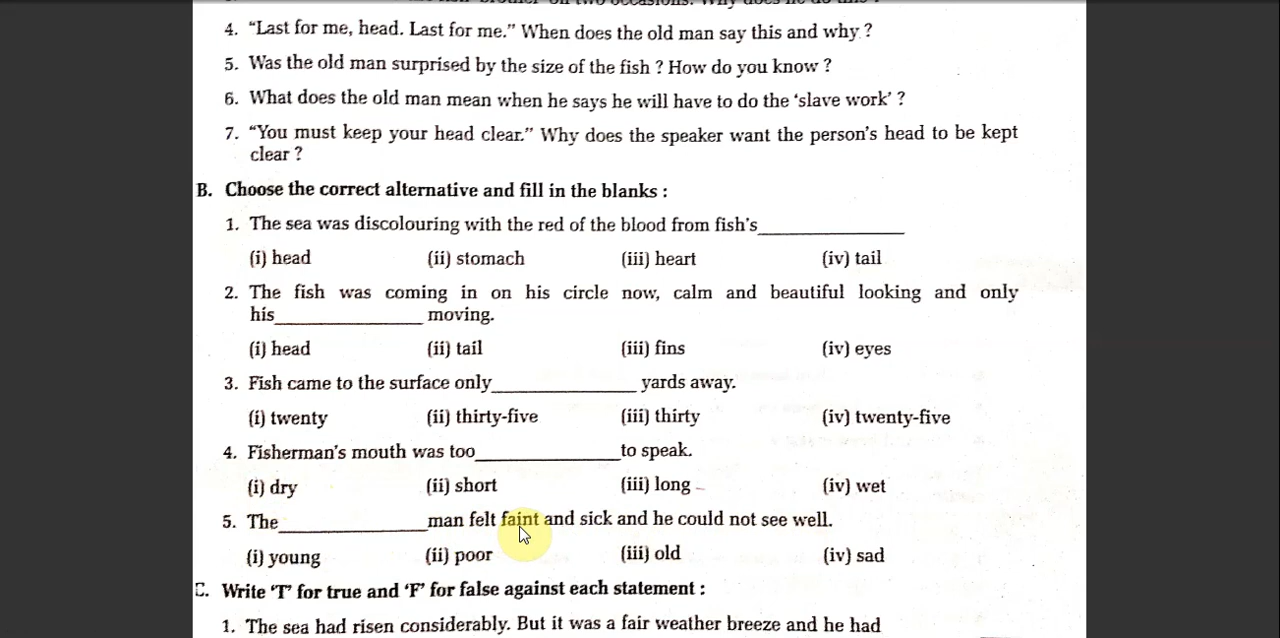 4. “Last for me, head. Last for me.” When does the old man say this and why ?
5. Was the old man surprised by the size of the fish ? How do you know ?
6. What does the old man mean when he says he will have to do the ‘slave work’ ?
7. “You must keep your head clear.” Why does the speaker want the person’s head to be kept
clear ?
B. Choose the correct alternative and fill in the blanks :
1. The sea was discolouring with the red of the blood from fish’s______________
(i) head (ii) stomach (iii) heart (iv) tail
2. The fish was coming in on his circle now, calm and beautiful looking and only
his______________ moving.
(i) head (ii) tail (iii) fins (iv) eyes
3. Fish came to the surface only______________ yards away.
(i) twenty (ii) thirty-five (iii) thirty (iv) twenty-five
4. Fisherman’s mouth was too______________to speak.
(i) dry (ii) short (iii) long (iv) wet
5. The______________man felt faint and sick and he could not see well.
(i) young (ii) poor (iii) old (iv) sad
C. Write ‘T’ for true and ‘F’ for false against each statement :
1. The sea had risen considerably. But it was a fair weather breeze and he had